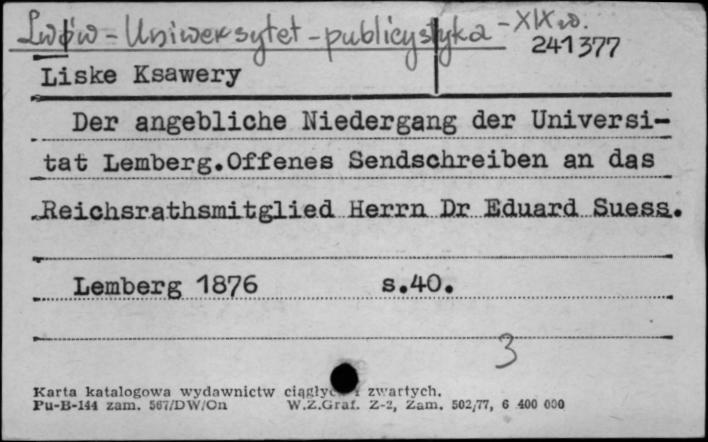 Lwów - Uniwersytet - publicystyka - XIX w.
241377
Liske Ksawery
Der angebliche Niedergang der Universi-
tat Lemberg.Offenes Sendschreiben an das
Reichsrathsmitglied Herrn Dr Eduard Suess.
Lemberg 1876 s.40.
3
Karta katalogowa wydawnictw ciągłych i zwartych.
Pu-B-144 zam. 567/DW/On W.Z.Graf. Z-2, Zam. 502/77, 6 400 000